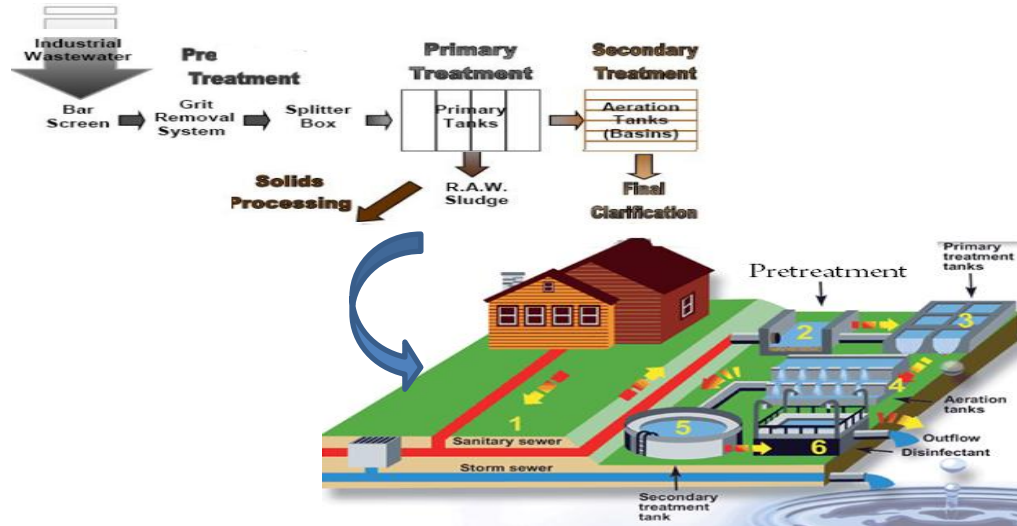 Industrial
Wastewater
Pre
Treatment
Primary
Treatment
Secondary
Treatment
Bar
Screen
Grit
Removal
System
Splitter
Box
Primary
Tanks
Aeration
Tanks
(Basins)
Solids
Processing
R.A.W.
Sludge
Final
Clarification
Pretreatment
Primary
treatment
tanks
2
3
4
Aeration
tanks
1
5
6
Sanitary sewer
Outflow
Disinfectant
Storm sewer
Secondary
treatment
tank